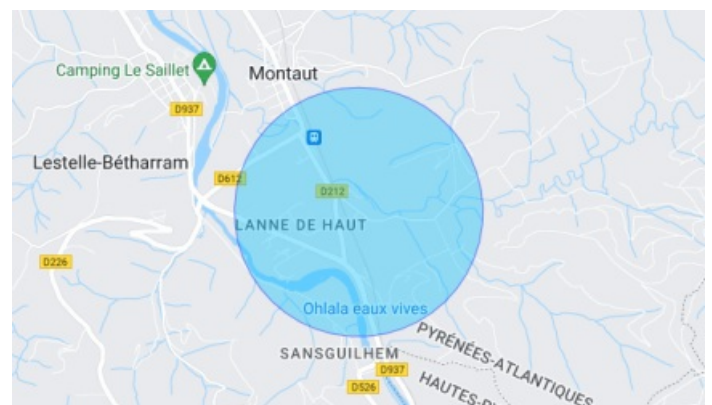 Camping Le Saillet
Montaut
D937
Lestelle-Bétharram
D612
D212
LANNE DE HAUT
D226
Ohlala eaux vives
SANSGUILHEM
PYRÉNÉES-ATLANTIQUES
D937
D526
HAUTES-P